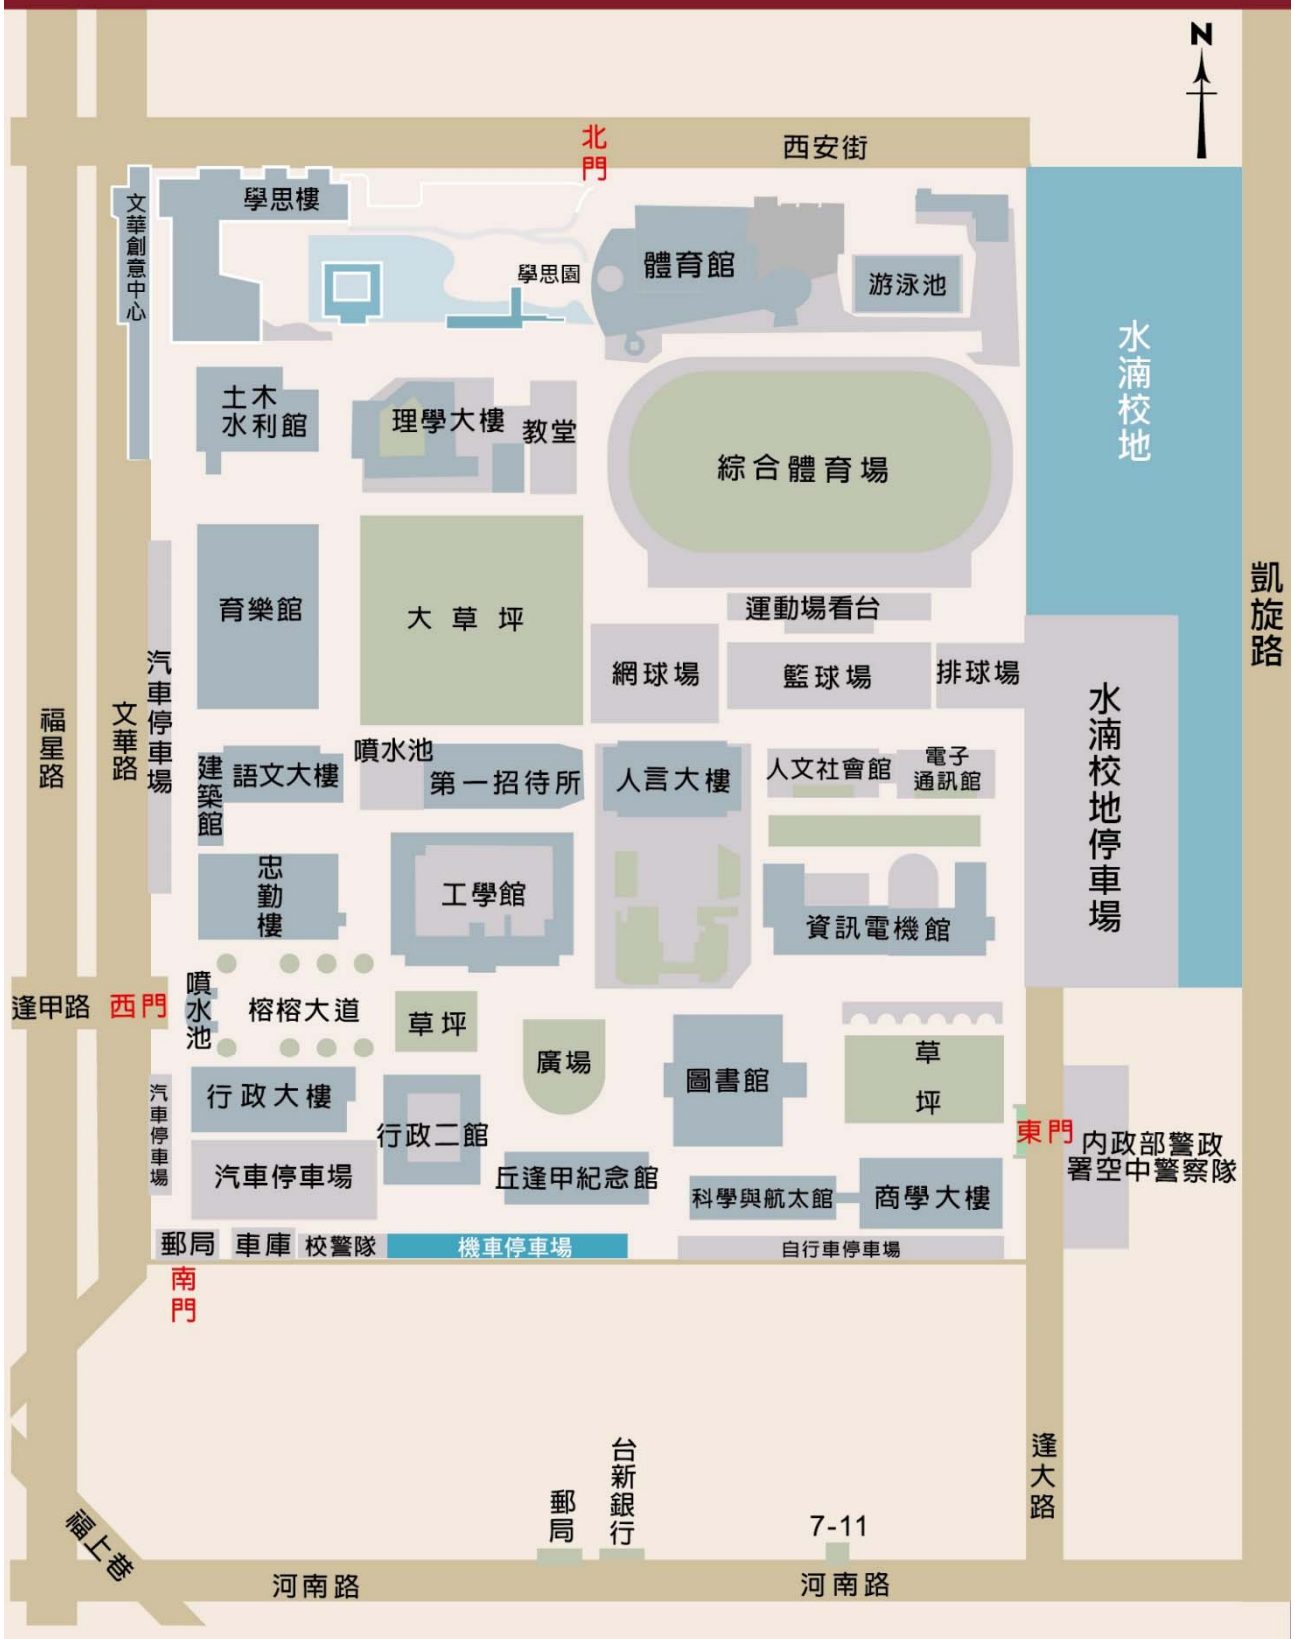 N
北門
西安街
學思樓
文華創意中心
學思園
體育館
游泳池
水湳校地
土木
水利館
理學大樓
教堂
綜合體育場
育樂館
大草坪
運動場看台
網球場
籃球場
排球場
凱旋路
汽車停車場
福星路
文華路
建築館
語文大樓
噴水池
第一招待所
人言大樓
人文社會館
電子
通訊館
水湳校地停車場
忠勤樓
工學館
資訊電機館
逢甲路
西門
噴水池
榕榕大道
草坪
廣場
圖書館
草坪
汽車停車場
行政大樓
行政二館
東門
內政部警政
署空中警察隊
汽車停車場
丘逢甲紀念館
科學與航太館
商學大樓
郵局
車庫
校警隊
機車停車場
自行車停車場
南門
逢大路
郵局
台新銀行
7-11
福上巷
河南路
河南路